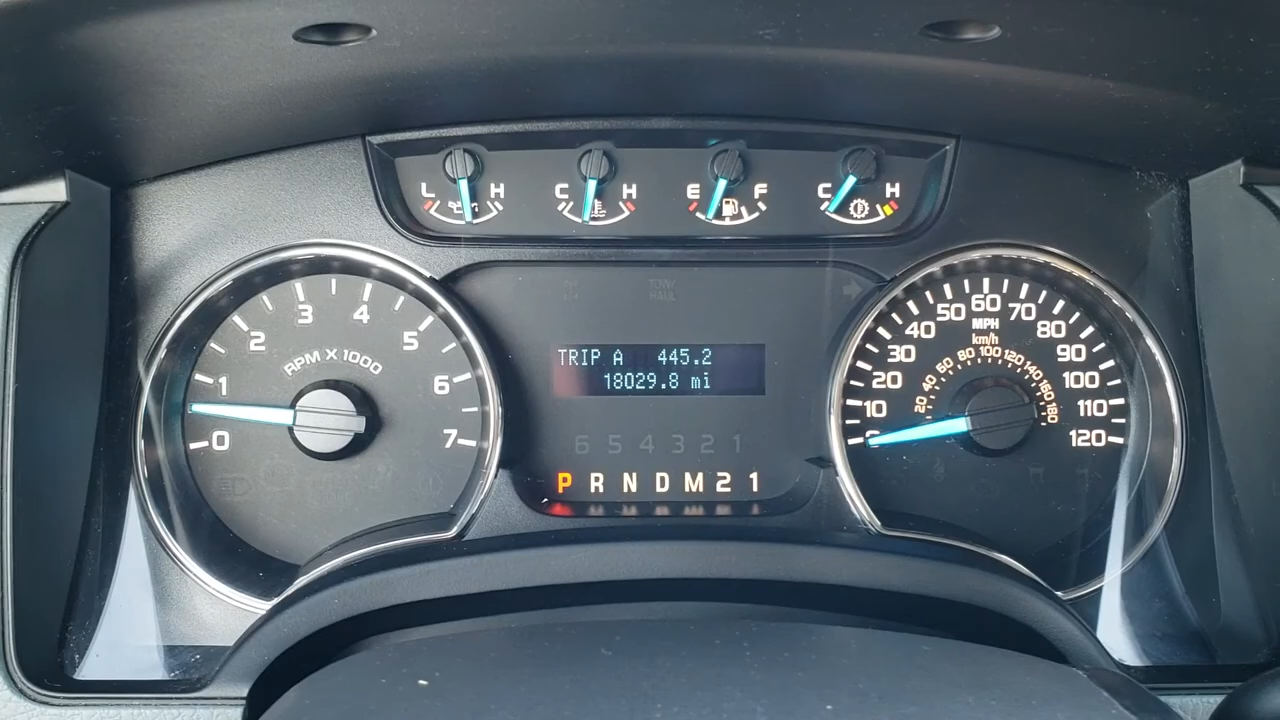 L H C H E F C H
TOW/
HAUL
0 1 2 3 4 5 6 7
RPM X 1000
TRIP A 445.2
18029.8 mi
6 5 4 3 2 1
P R N D M 2 1
10 20 30 40 50 60 70 80 90 100 110 120
MPH
km/h
20 40 60 80 100 120 140 160 180